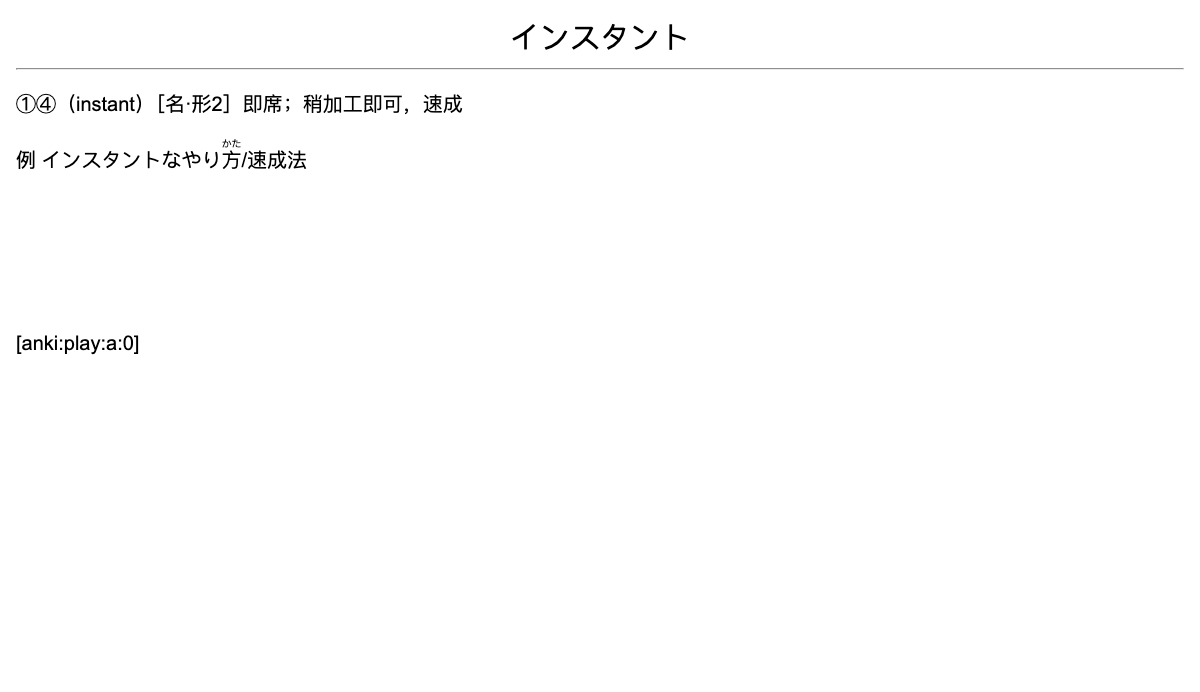 インスタント
①④（instant）［名·形2］即席；稍加工即可，速成
かた
例 インスタントなやり方/速成法
[anki:play:a:0]